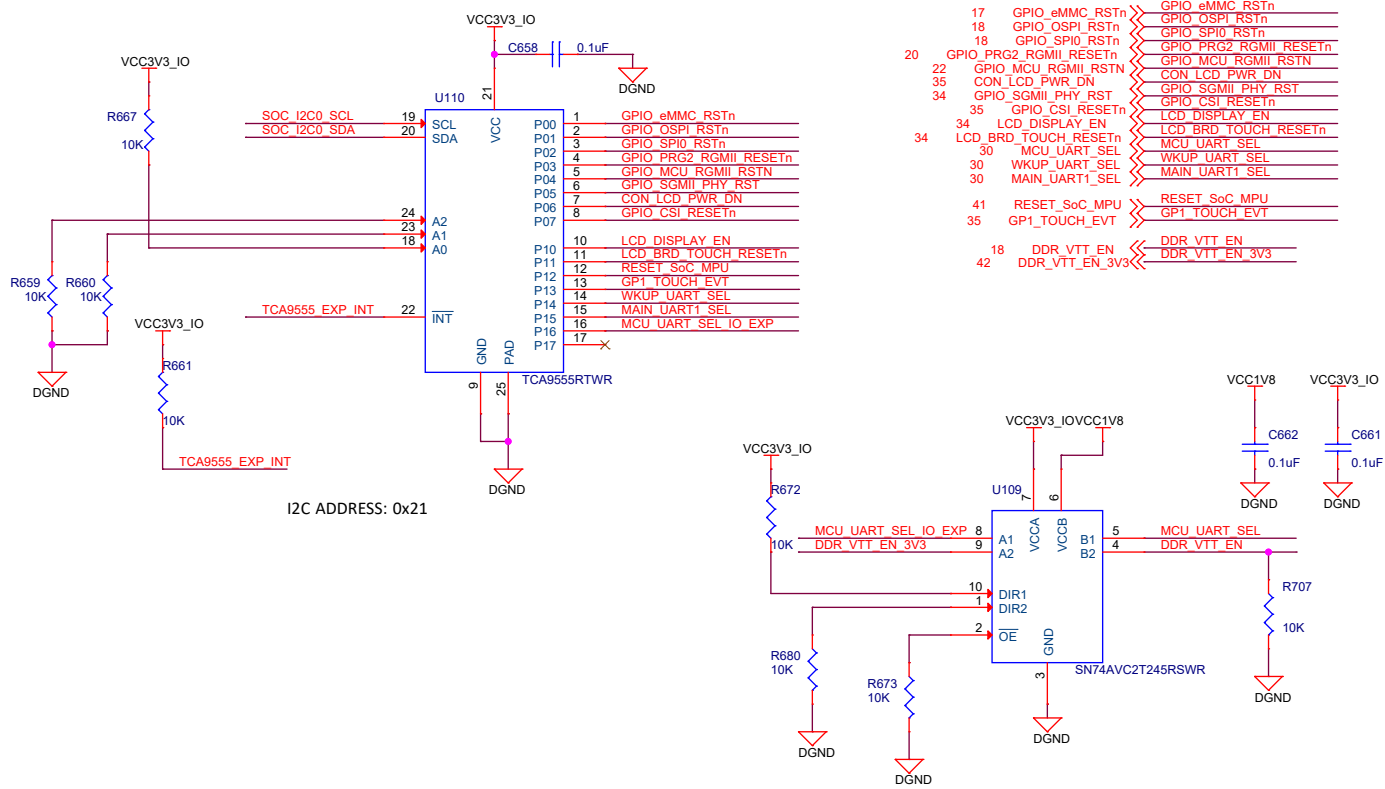 VCC3V3_IO
C658 0.1uF
DGND
VCC3V3_IO
R667
10K
U110
21
VCC
SOC_I2C0_SCL 19 SCL
SOC_I2C0_SDA 20 SDA
24 A2
23 A1
18 A0
TCA9555_EXP_INT 22 INT
P00 1 GPIO_eMMC_RSTn
P01 2 GPIO_OSPI_RSTn
P02 3 GPIO_SPI0_RSTn
P03 4 GPIO_PRG2_RGMII_RESETn
P04 5 GPIO_MCU_RGMII_RSTN
P05 6 GPIO_SGMII_PHY_RST
P06 7 CON_LCD_PWR_DN
P07 8 GPIO_CSI_RESETn
P10 10 LCD_DISPLAY_EN
P11 11 LCD_BRD_TOUCH_RESETn
P12 12 RESET_SoC_MPU
P13 13 GP1_TOUCH_EVT
P14 14 WKUP_UART_SEL
P15 15 MAIN_UART1_SEL
P16 16 MCU_UART_SEL_IO_EXP
P17 17
GND PAD
9 25
TCA9555RTWR
DGND
R659 R660
10K 10K
DGND
VCC3V3_IO
R661
10K
TCA9555_EXP_INT
I2C ADDRESS: 0x21
17 GPIO_eMMC_RSTn GPIO_eMMC_RSTn
18 GPIO_OSPI_RSTn GPIO_OSPI_RSTn
18 GPIO_SPI0_RSTn GPIO_SPI0_RSTn
20 GPIO_PRG2_RGMII_RESETn GPIO_PRG2_RGMII_RESETn
22 GPIO_MCU_RGMII_RSTN GPIO_MCU_RGMII_RSTN
35 CON_LCD_PWR_DN CON_LCD_PWR_DN
34 GPIO_SGMII_PHY_RST GPIO_SGMII_PHY_RST
35 GPIO_CSI_RESETn GPIO_CSI_RESETn
34 LCD_DISPLAY_EN LCD_DISPLAY_EN
34 LCD_BRD_TOUCH_RESETn LCD_BRD_TOUCH_RESETn
30 MCU_UART_SEL MCU_UART_SEL
30 WKUP_UART_SEL WKUP_UART_SEL
30 MAIN_UART1_SEL MAIN_UART1_SEL
41 RESET_SoC_MPU RESET_SoC_MPU
35 GP1_TOUCH_EVT GP1_TOUCH_EVT
18 DDR_VTT_EN DDR_VTT_EN
42 DDR_VTT_EN_3V3 DDR_VTT_EN_3V3
VCC1V8 VCC3V3_IO
C662 C661
0.1uF 0.1uF
DGND DGND
VCC3V3_IO VCC1V8
VCC3V3_IO
R672
10K
U109
7 6
VCCA VCCB
MCU_UART_SEL_IO_EXP 8 A1 B1 5 MCU_UART_SEL
DDR_VTT_EN_3V3 9 A2 B2 4 DDR_VTT_EN
10 DIR1
1 DIR2
2 OE
GND
3
SN74AVC2T245RSWR
R707
10K
DGND
R680
10K
R673
10K
DGND
DGND
DGND